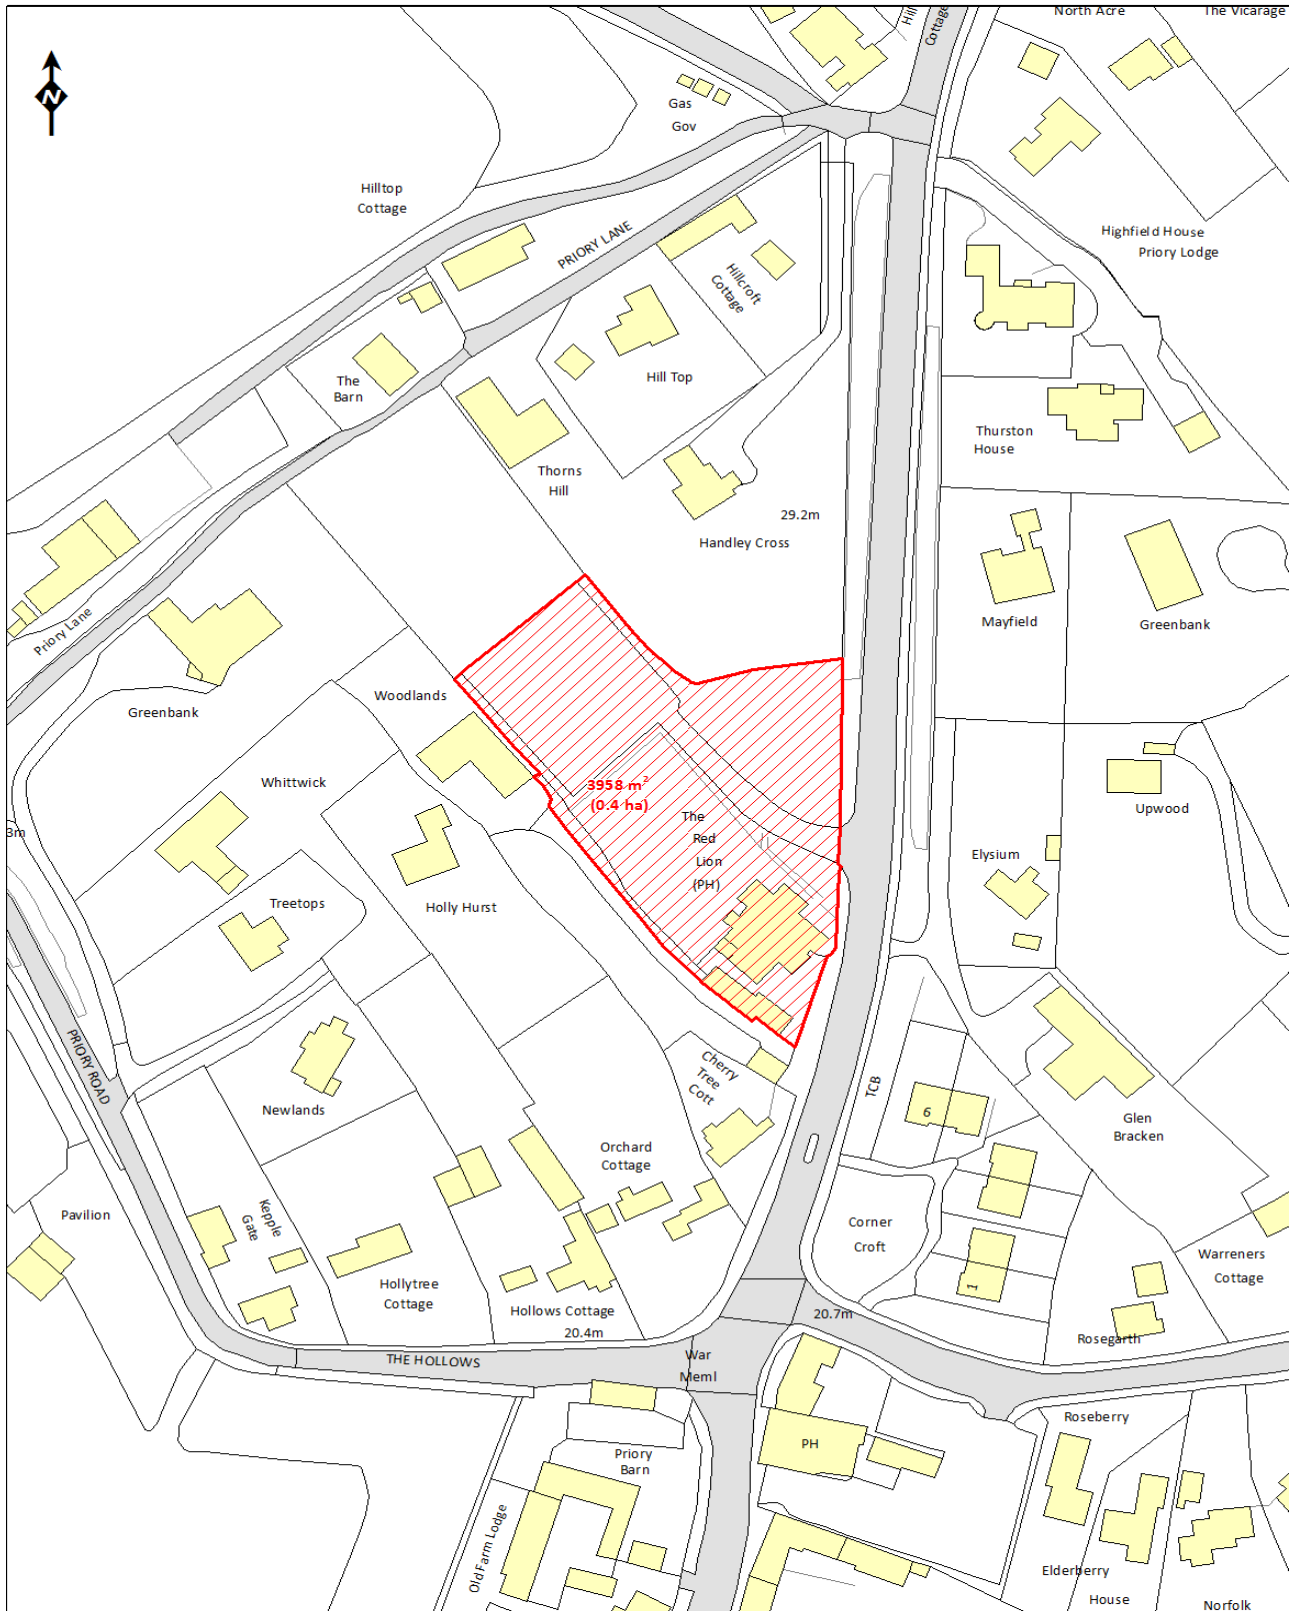 North Acre
The Vicarage
Hill
Cottage
N
Gas
Gov
Hilltop
Cottage
PRIORY LANE
Highfield House
Priory Lodge
Hillcroft
Cottage
The
Barn
Hill Top
Thurston
House
Thorns
Hill
29.2m
Handley Cross
Mayfield
Greenbank
Priory Lane
Woodlands
Greenbank
Whittwick
3958 m²
(0.4 ha)
The
Red
Lion
(PH)
Upwood
3m
Elysium
Treetops
Holly Hurst
PRIORY ROAD
Cherry
Tree
Cott
TCB
6
Newlands
Glen
Bracken
Orchard
Cottage
Pavilion
Kepple
Gate
Corner
Croft
Warreners
Cottage
1
Hollytree
Cottage
Hollows Cottage
20.4m
20.7m
Rosegarth
THE HOLLOWS
War
Meml
Roseberry
PH
Priory
Barn
Old Farm Lodge
Elderberry
House
Norfolk